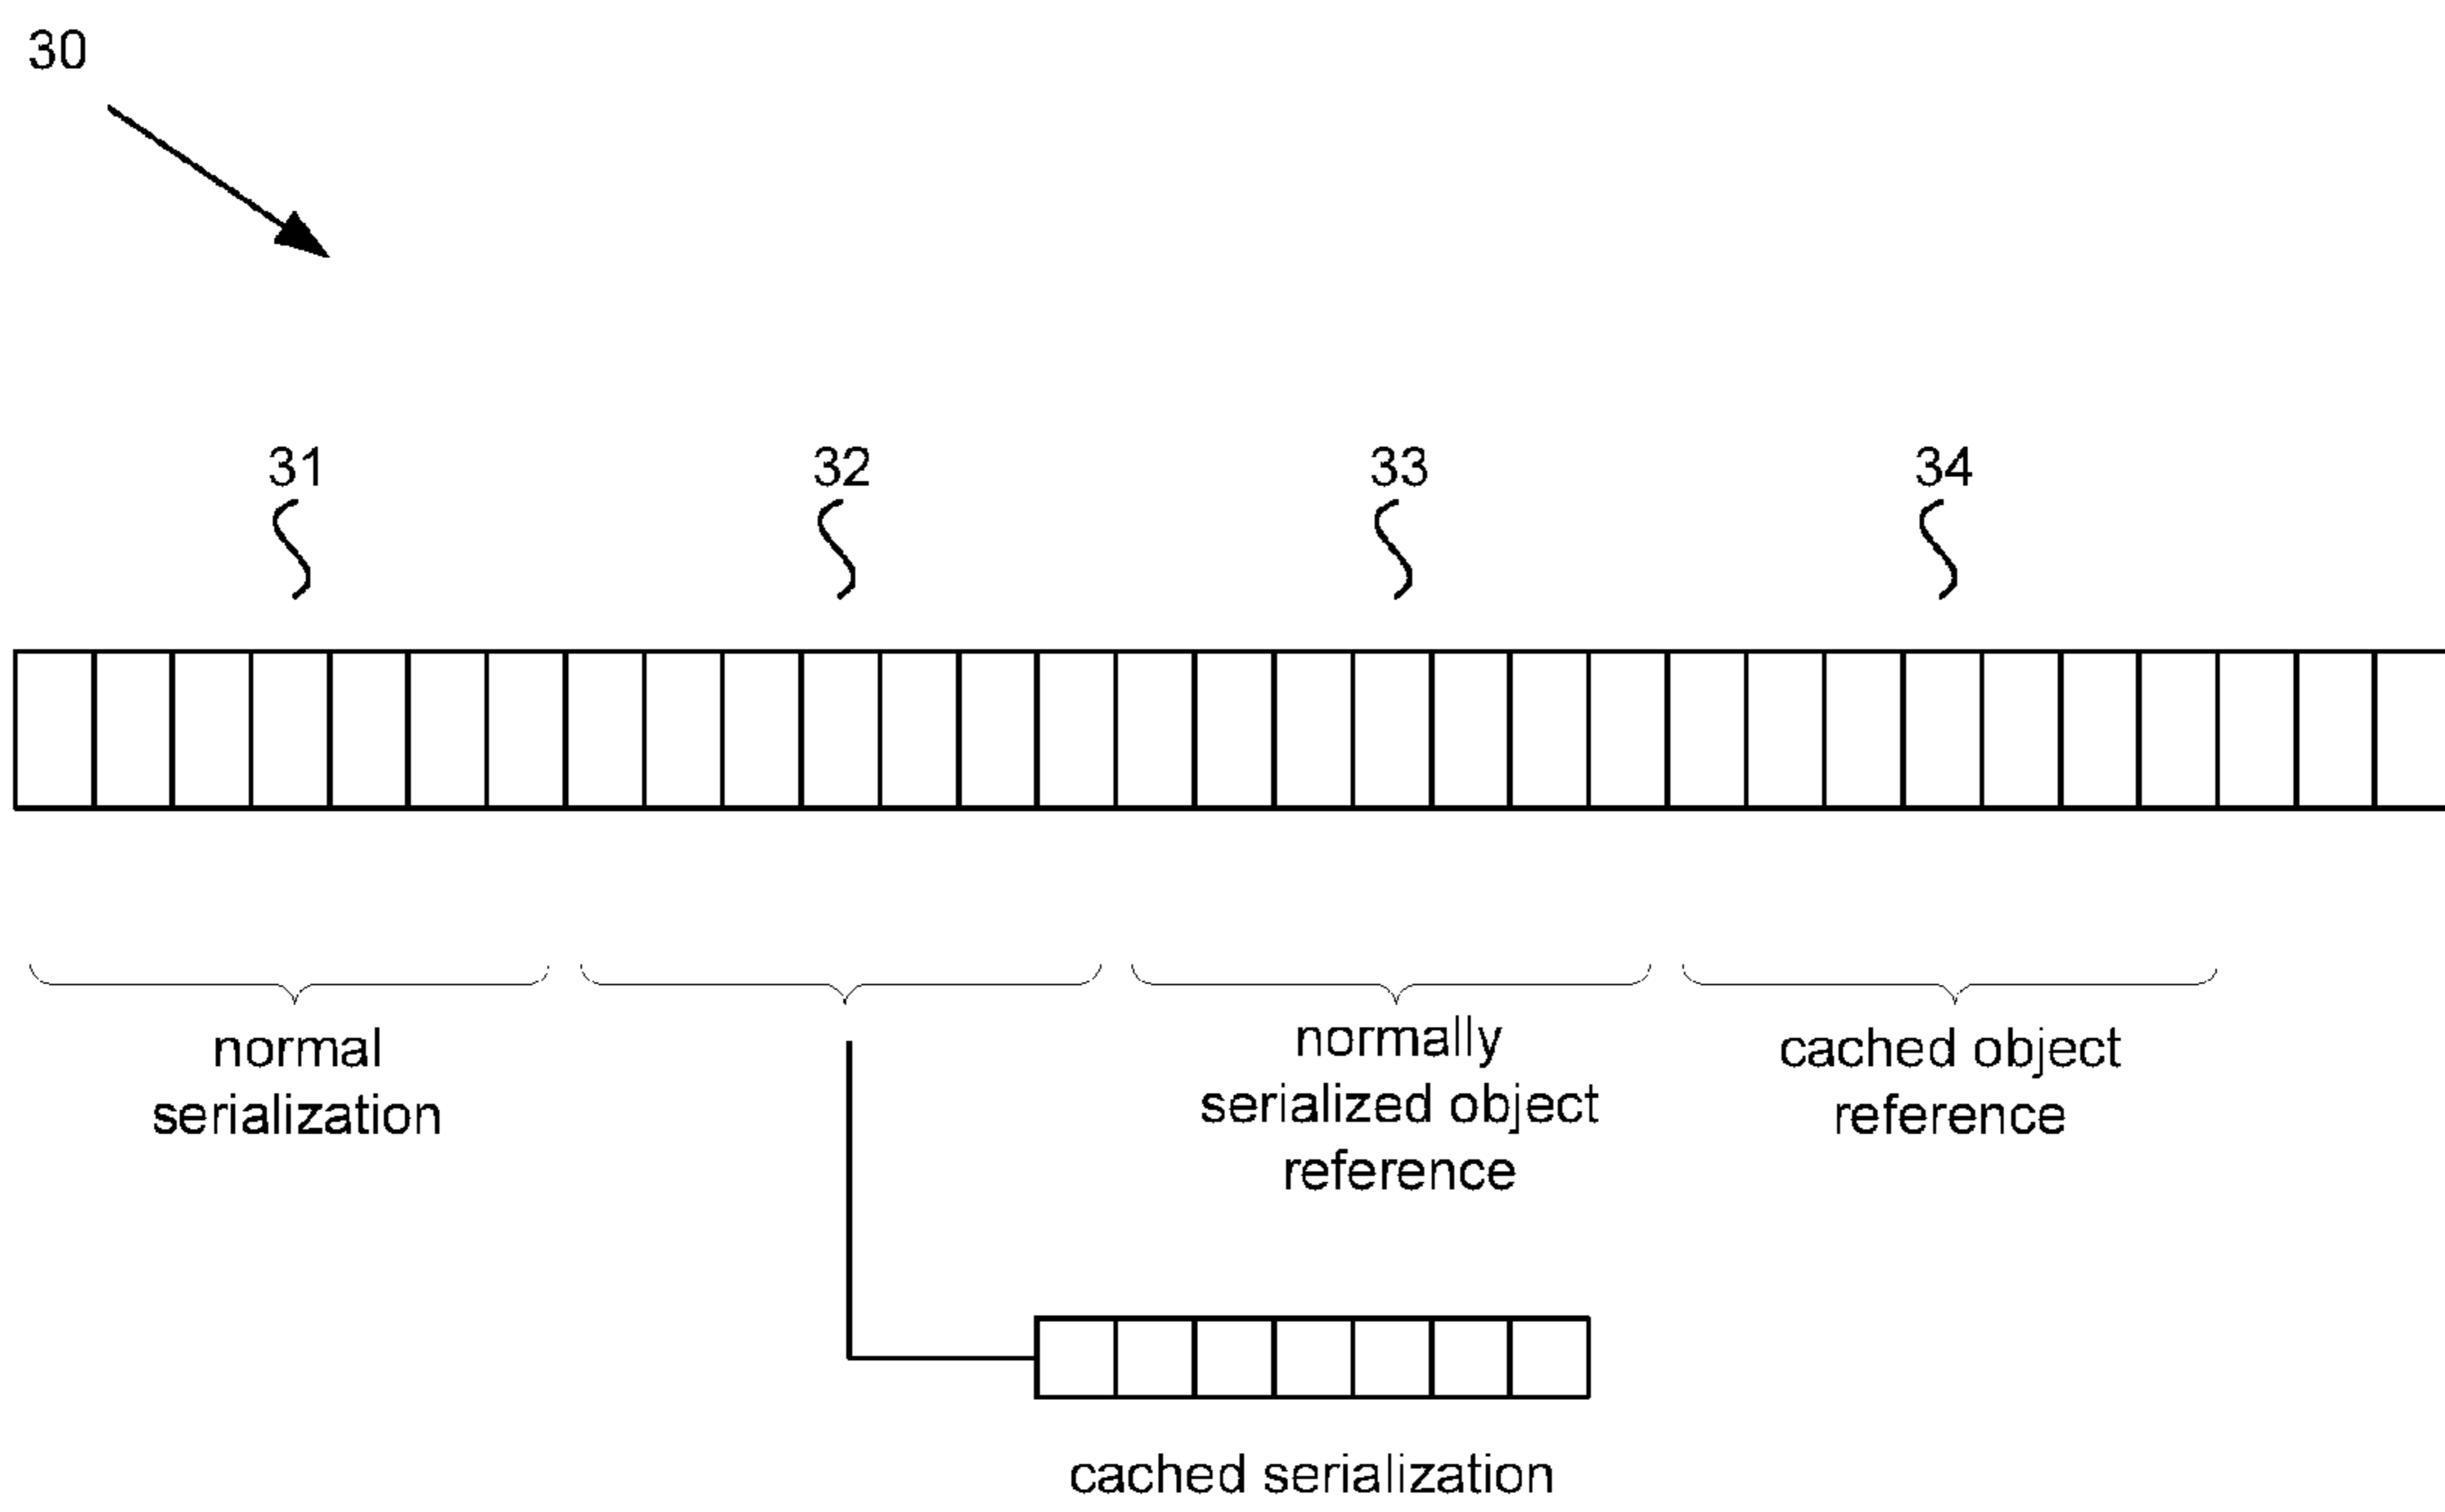 30
31
32
33
34
normal
serialization
normally
serialized object
reference
cached object
reference
cached serialization